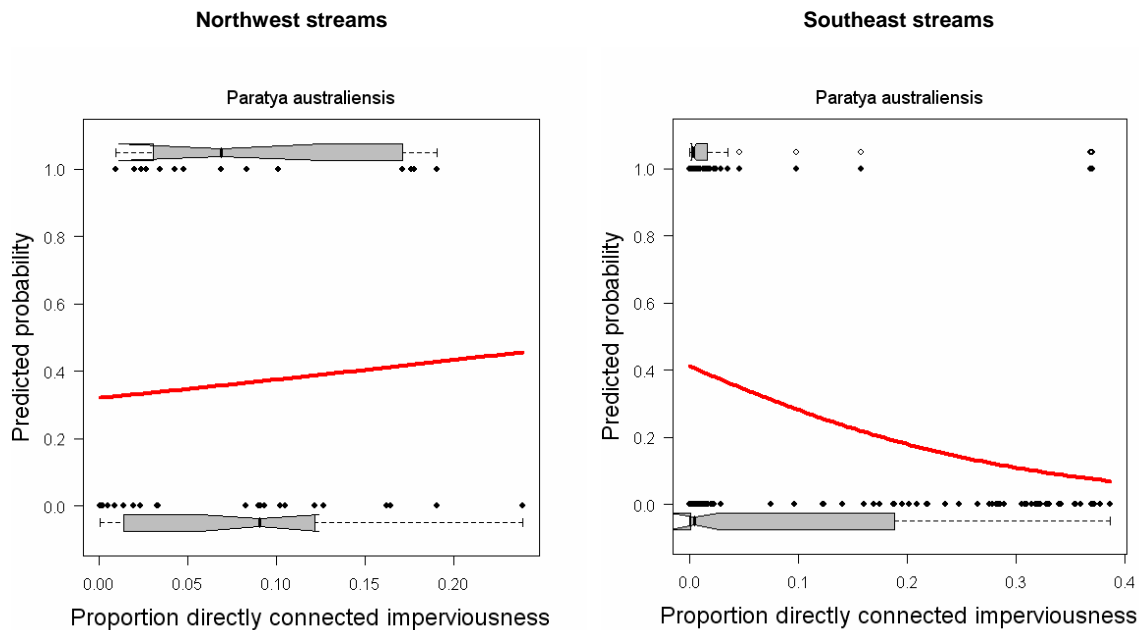 Northwest streams
Southeast streams
Paratya australiensis
Paratya australiensis
Predicted probability
1.0
0.8
0.6
0.4
0.2
0.0
0.00 0.05 0.10 0.15 0.20
Proportion directly connected imperviousness
Predicted probability
1.0
0.8
0.6
0.4
0.2
0.0
0.0 0.1 0.2 0.3 0.4
Proportion directly connected imperviousness